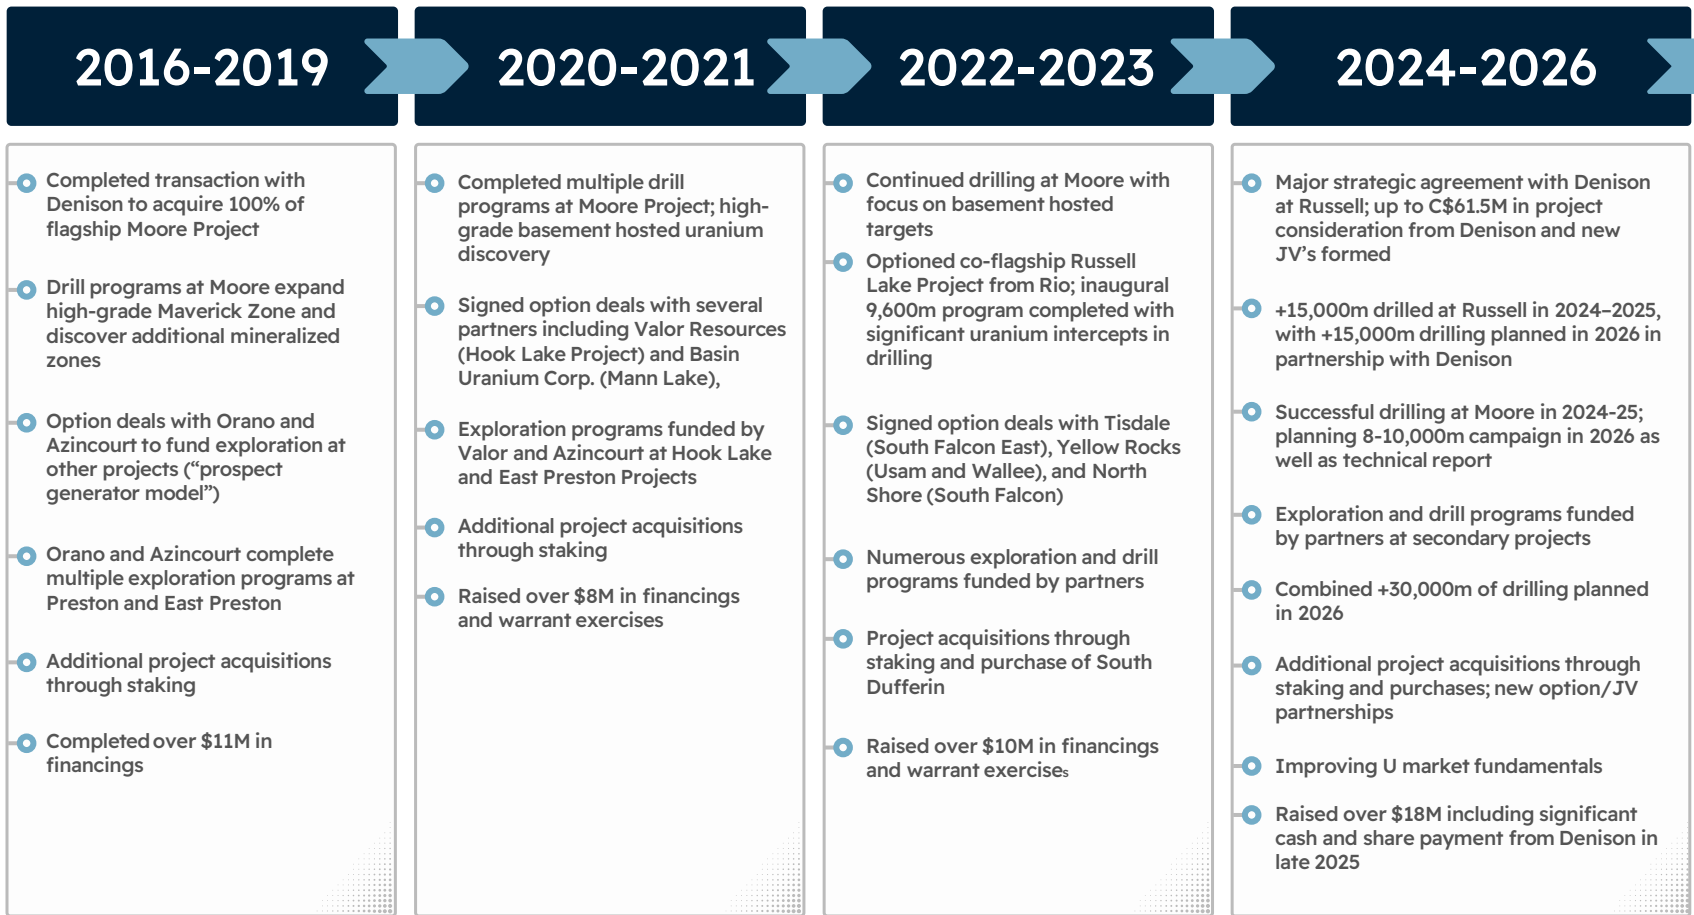 2016-2019
Completed transaction with
Denison to acquire 100% of
flagship Moore Project
Drill programs at Moore expand
high-grade Maverick Zone and
discover additional mineralized
zones
Option deals with Orano and
Azincourt to fund exploration at
other projects (“prospect
generator model”)
Orano and Azincourt complete
multiple exploration programs at
Preston and East Preston
Additional project acquisitions
through staking
Completed over $11M in
financings
2020-2021
Completed multiple drill
programs at Moore Project; high-
grade basement hosted uranium
discovery
Signed option deals with several
partners including Valor Resources
(Hook Lake Project) and Basin
Uranium Corp. (Mann Lake),
Exploration programs funded by
Valor and Azincourt at Hook Lake
and East Preston Projects
Additional project acquisitions
through staking
Raised over $8M in financings
and warrant exercises
2022-2023
Continued drilling at Moore with
focus on basement hosted
targets
Optioned co-flagship Russell
Lake Project from Rio; inaugural
9,600m program completed with
significant uranium intercepts in
drilling
Signed option deals with Tisdale
(South Falcon East), Yellow Rocks
(Usam and Wallee), and North
Shore (South Falcon)
Numerous exploration and drill
programs funded by partners
Project acquisitions through
staking and purchase of South
Dufferin
Raised over $10M in financings
and warrant exercises
2024-2026
Major strategic agreement with Denison
at Russell; up to C$61.5M in project
consideration from Denison and new
JV’s formed
+15,000m drilled at Russell in 2024–2025,
with +15,000m drilling planned in 2026 in
partnership with Denison
Successful drilling at Moore in 2024-25;
planning 8-10,000m campaign in 2026 as
well as technical report
Exploration and drill programs funded
by partners at secondary projects
Combined +30,000m of drilling planned
in 2026
Additional project acquisitions through
staking and purchases; new option/JV
partnerships
Improving U market fundamentals
Raised over $18M including significant
cash and share payment from Denison in
late 2025